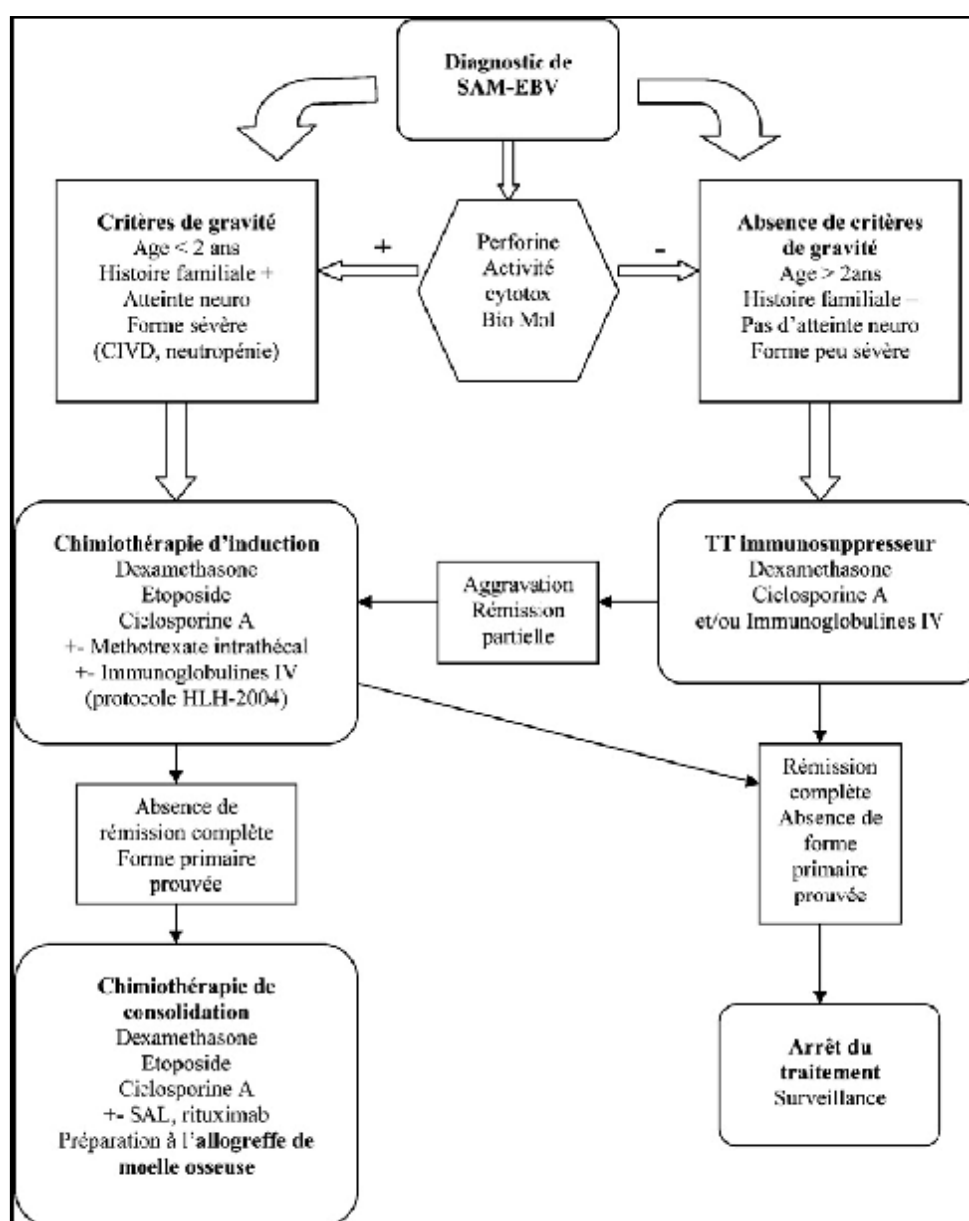 Diagnostic de
SAM-EBV
Critères de gravité
Age < 2 ans
Histoire familiale +
Atteinte neuro
Forme sévère
(CIVD, neutropénie)
+
Perforine
Activité
cytotox
Bio Mol
-
Absence de critères
de gravité
Age > 2ans
Histoire familiale –
Pas d'atteinte neuro
Forme peu sévère
Chimiothérapie d'induction
Dexamethasone
Etoposide
Ciclosporine A
+- Methotrexate intrathécal
+- Immunoglobulines IV
(protocole HLH-2004)
Aggravation
Rémission
partielle
TT immunosuppresseur
Dexamethasone
Ciclosporine A
et/ou Immunoglobulines IV
Absence de
rémission complète
Forme primaire
prouvée
Rémission
complète
Absence de
forme
primaire
prouvée
Chimiothérapie de
consolidation
Dexamethasone
Etoposide
Ciclosporine A
+- SAL, rituximab
Préparation à l'allogreffe de
moelle osseuse
Arrêt du
traitement
Surveillance